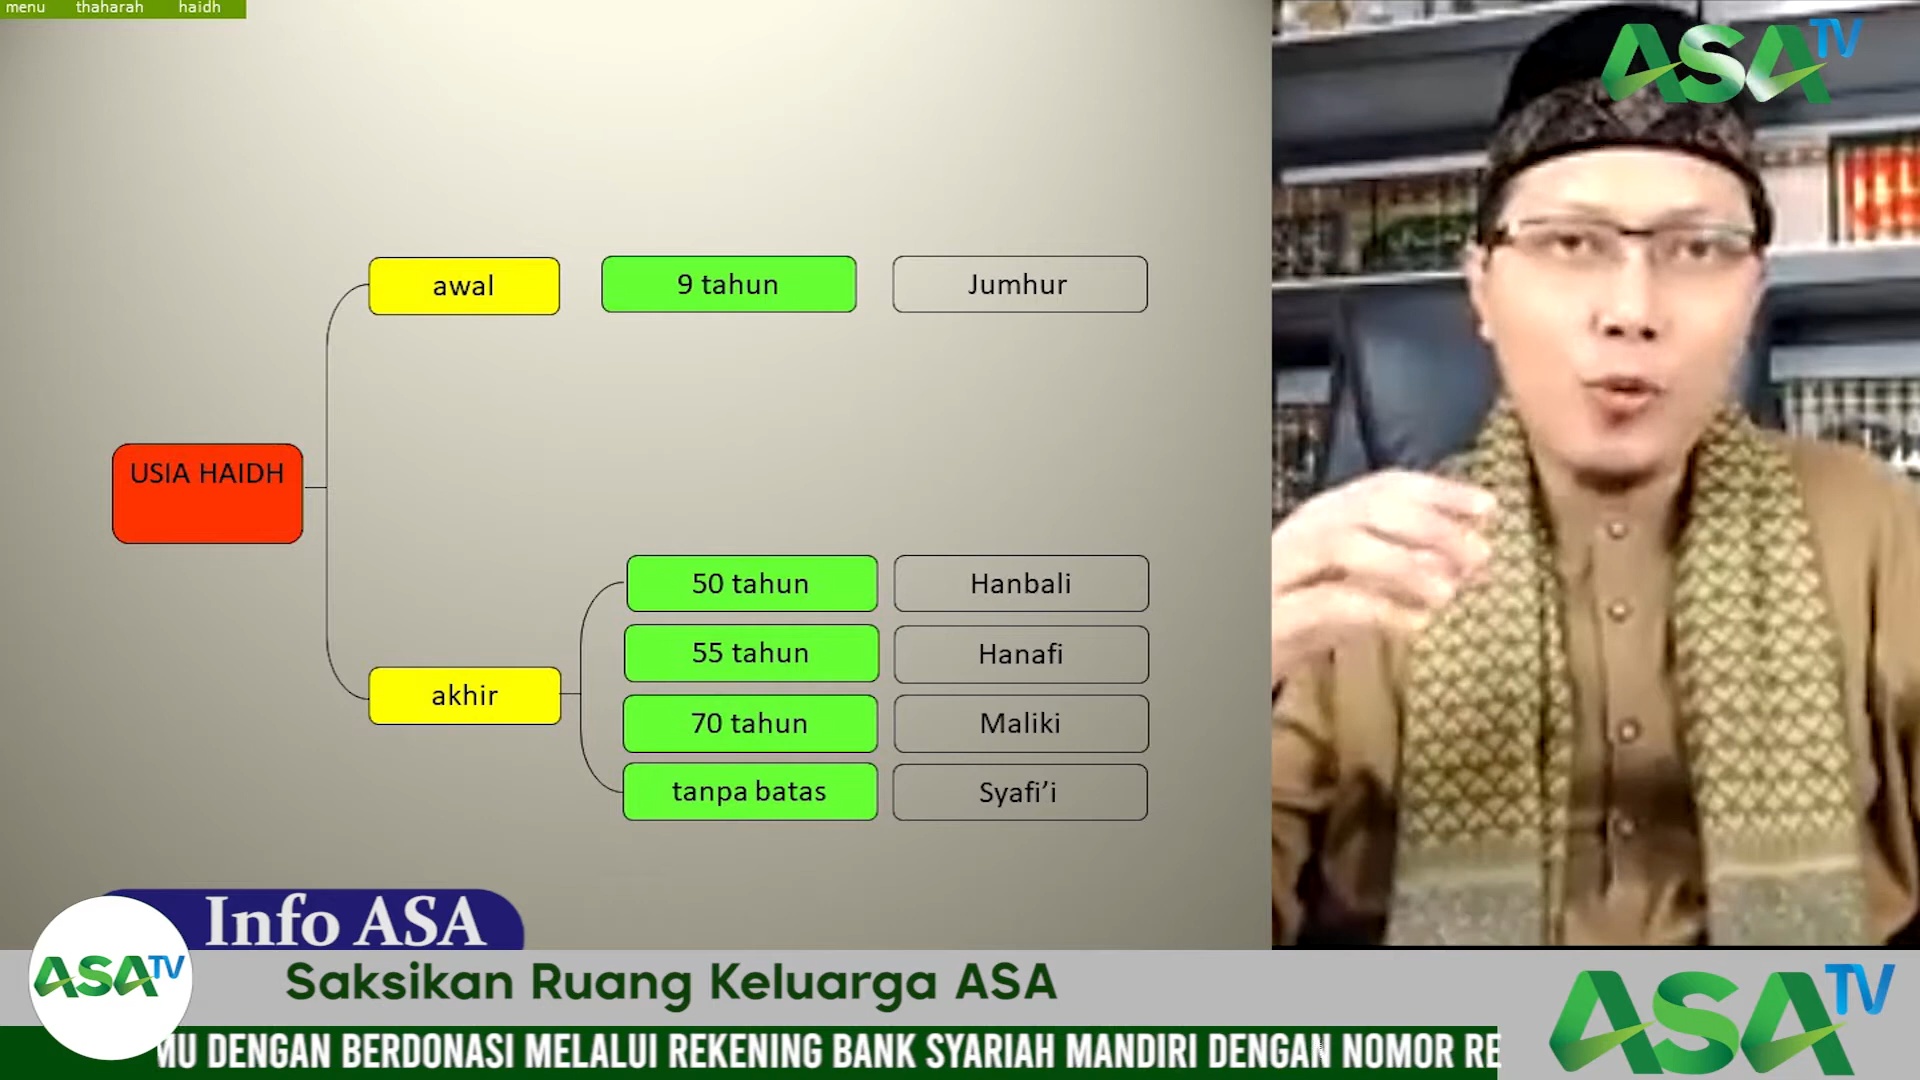 menu thaharah haidh
ASA TV
awal 9 tahun Jumhur
USIA HAIDH
50 tahun Hanbali
55 tahun Hanafi
akhir
70 tahun Maliki
tanpa batas Syafi'i
Info ASA
ASA TV
Saksikan Ruang Keluarga ASA
ASA TV
DENGAN BERDONASI MELALUI REKENING BANK SYARIAH MANDIRI DENGAN NOMOR